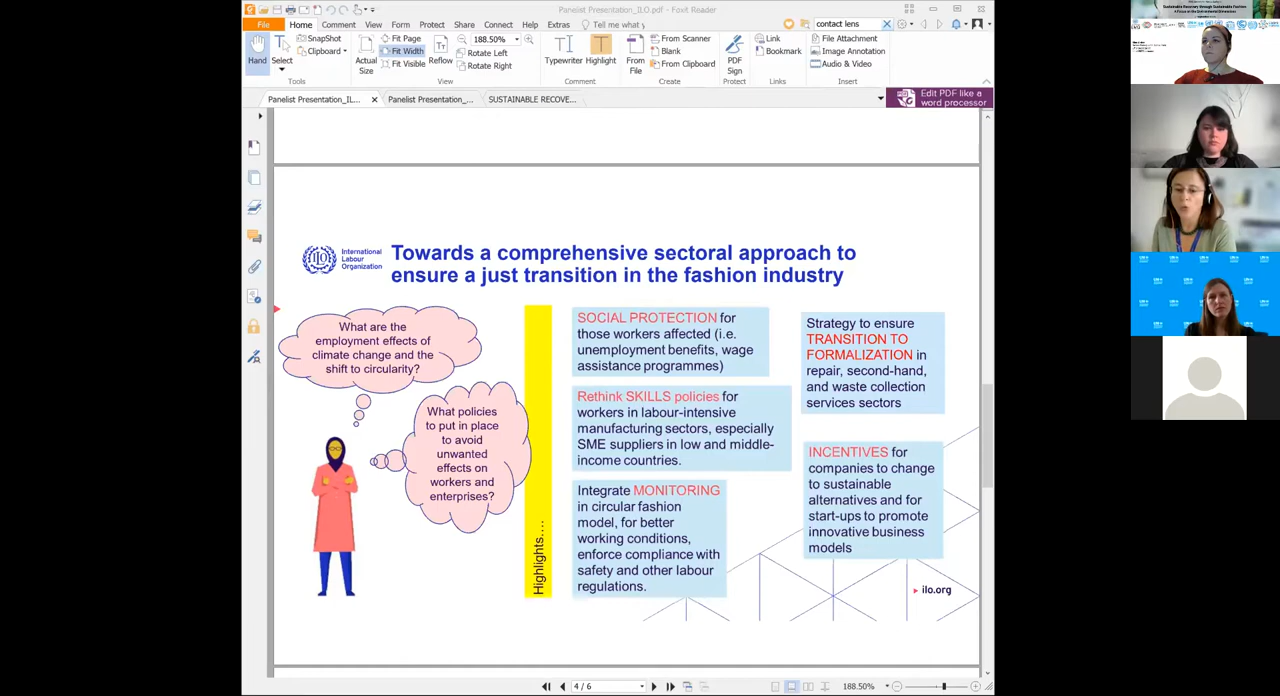 Panelist Presentation_ILO.pdf - Foxit Reader
File Home Comment View Form Protect Share Connect Help Extras Tell me what y
contact lens
SnapShot
Clipboard
Hand
Select
Actual Size
Fit Page
Fit Width
Fit Visible
Reflow
188.50%
Rotate Left
Rotate Right
Typewriter
Highlight
From File
From Scanner
Blank
From Clipboard
PDF Sign
Link
Bookmark
File Attachment
Image Annotation
Audio & Video
Tools View Comment Create Protect Links Insert
Panelist Presentation_IL...
Panelist Presentation_...
SUSTAINABLE RECOVE...
Edit PDF like a
word processor
International
Labour
Organization
Towards a comprehensive sectoral approach to
ensure a just transition in the fashion industry
What are the
employment effects of
climate change and the
shift to circularity?
What policies
to put in place
to avoid
unwanted
effects on
workers and
enterprises?
Highlights....
SOCIAL PROTECTION for
those workers affected (i.e.
unemployment benefits, wage
assistance programmes)
Rethink SKILLS policies for
workers in labour-intensive
manufacturing sectors, especially
SME suppliers in low and middle-
income countries.
Integrate MONITORING
in circular fashion
model, for better
working conditions,
enforce compliance with
safety and other labour
regulations.
Strategy to ensure
TRANSITION TO
FORMALIZATION in
repair, second-hand,
and waste collection
services sectors
INCENTIVES for
companies to change
to sustainable
alternatives and for
start-ups to promote
innovative business
models
ilo.org
4 / 6
188.50%
Sustainable Recovery through Sustainable Fashion:
A Focus on the Environmental Dimension